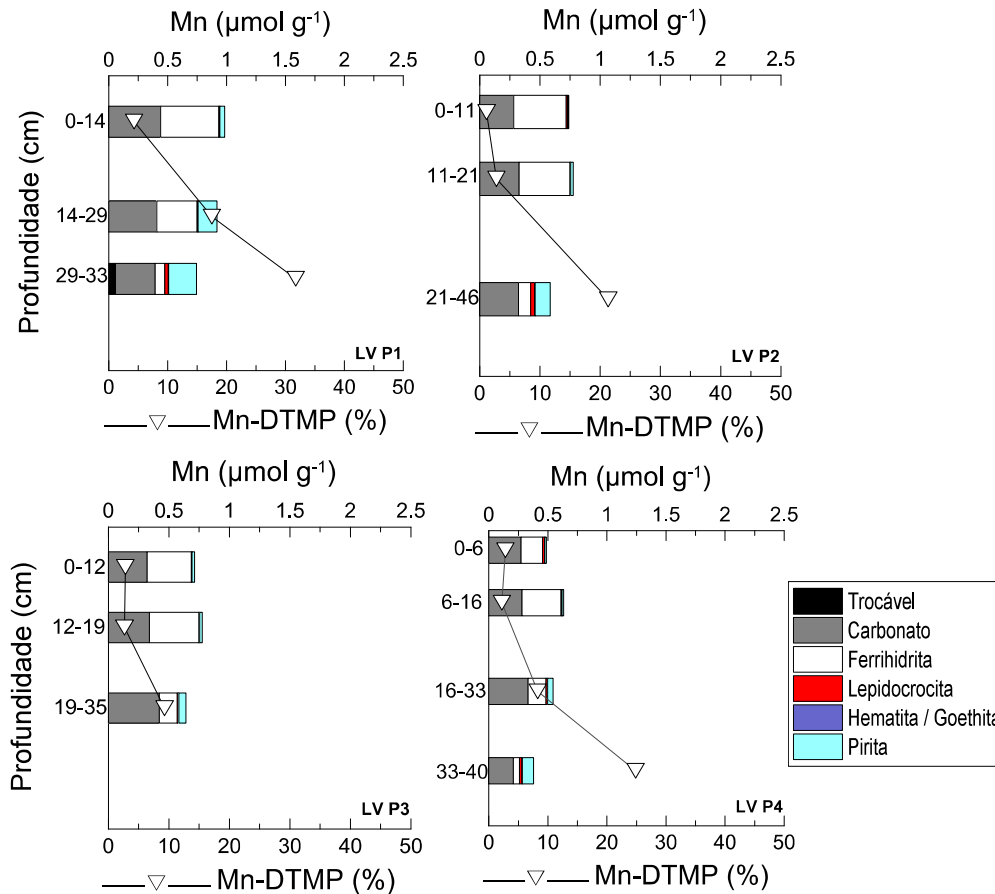 Mn (µmol g⁻¹)
0 0.5 1 1.5 2 2.5
Profundidade (cm)
0-14
14-29
29-33
LV P1
0 10 20 30 40 50
Mn-DTMP (%)
Mn (µmol g⁻¹)
0 0.5 1 1.5 2 2.5
0-11
11-21
21-46
LV P2
0 10 20 30 40 50
Mn-DTMP (%)
Mn (µmol g⁻¹)
0 0.5 1 1.5 2 2.5
Profundidade (cm)
0-12
12-19
19-35
LV P3
0 10 20 30 40 50
Mn-DTMP (%)
Mn (µmol g⁻¹)
0 0.5 1 1.5 2 2.5
0-6
6-16
16-33
33-40
LV P4
0 10 20 30 40 50
Mn-DTMP (%)
Trocável
Carbonato
Ferrihidrita
Lepidocrocita
Hematita / Goethita
Pirita